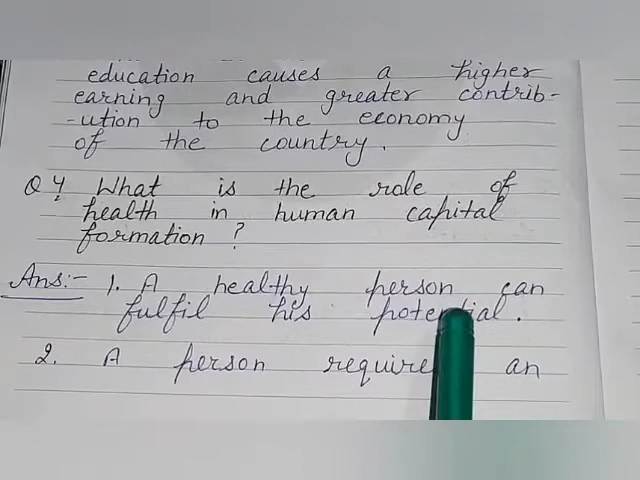 education causes a higher
earning and greater contrib-
-ution to the economy
of the country.
Q4 What is the role of
health in human capital
formation?
Ans:- 1. A healthy person can
fulfil his potential.
2. A person require an